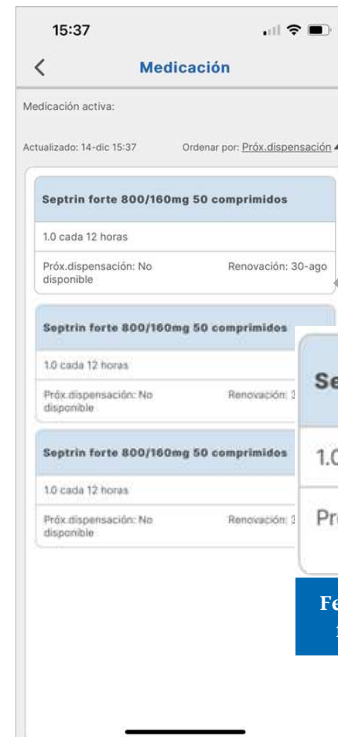 15:37
Medicación
Medicación activa:
Actualizado: 14-dic 15:37 Ordenar por: Próx.dispensación
Septrin forte 800/160mg 50 comprimidos
1.0 cada 12 horas
Próx.dispensación: No disponible Renovación: 30-ago
Septrin forte 800/160mg 50 comprimidos
1.0 cada 12 horas
Próx.dispensación: No disponible Renovación:
Septrin forte 800/160mg 50 comprimidos
1.0 cada 12 horas
Próx.dispensación: No disponible Renovación:
Se
1.0
Pr
Fe